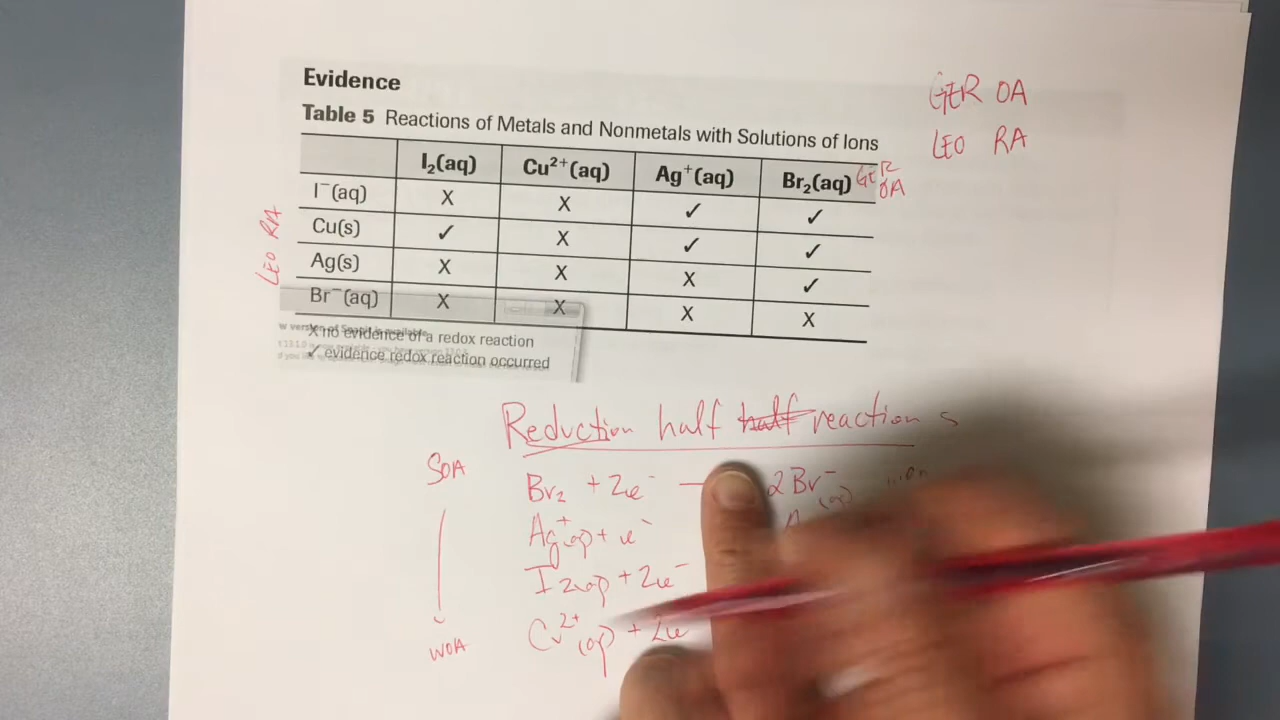 Evidence
GER OA
Table 5 Reactions of Metals and Nonmetals with Solutions of Ions
LEO RA
I₂(aq) Cu²⁺(aq) Ag⁺(aq) Br₂(aq) GER OA
I⁻(aq) X X ✓ ✓
Cu(s) ✓ X ✓ ✓
LEO RA
Ag(s) X X X ✓
Br⁻(aq) X X X X
X no evidence of a redox reaction
✓ evidence redox reaction occurred
Reduction half half reactions
SOA
Br₂ + 2e⁻ 2Br⁻
(aq)
Ag⁺(aq) + e⁻
I₂(aq) + 2e⁻
Cu²⁺(aq) + 2e
WOA